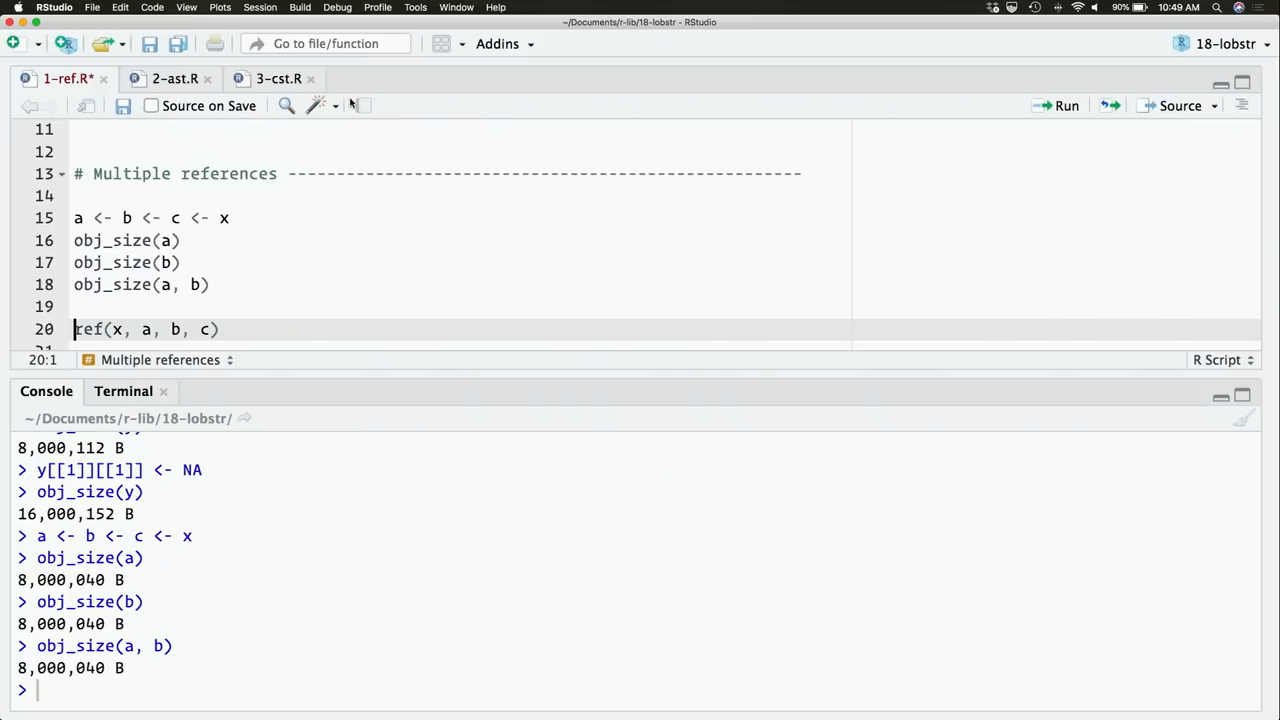 RStudio File Edit Code View Plots Session Build Debug Profile Tools Window Help 90% 10:49 AM
~/Documents/r-lib/18-lobstr - RStudio
Go to file/function Addins 18-lobstr
1-ref.R* 2-ast.R 3-cst.R
Source on Save Run Source
11
12
13 # Multiple references -----------------------------------------------------
14
15 a <- b <- c <- x
16 obj_size(a)
17 obj_size(b)
18 obj_size(a, b)
19
20 ref(x, a, b, c)
20:1 Multiple references R Script
Console Terminal
~/Documents/r-lib/18-lobstr/
8,000,112 B
> y[[1]][[1]] <- NA
> obj_size(y)
16,000,152 B
> a <- b <- c <- x
> obj_size(a)
8,000,040 B
> obj_size(b)
8,000,040 B
> obj_size(a, b)
8,000,040 B
>